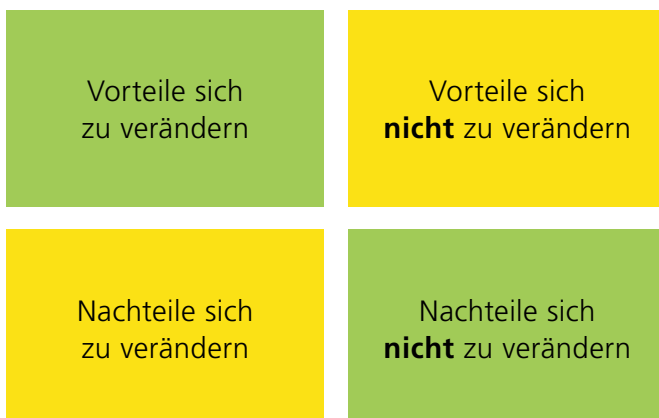 Vorteile sich
zu verändern
Vorteile sich
nicht zu verändern
Nachteile sich
zu verändern
Nachteile sich
nicht zu verändern